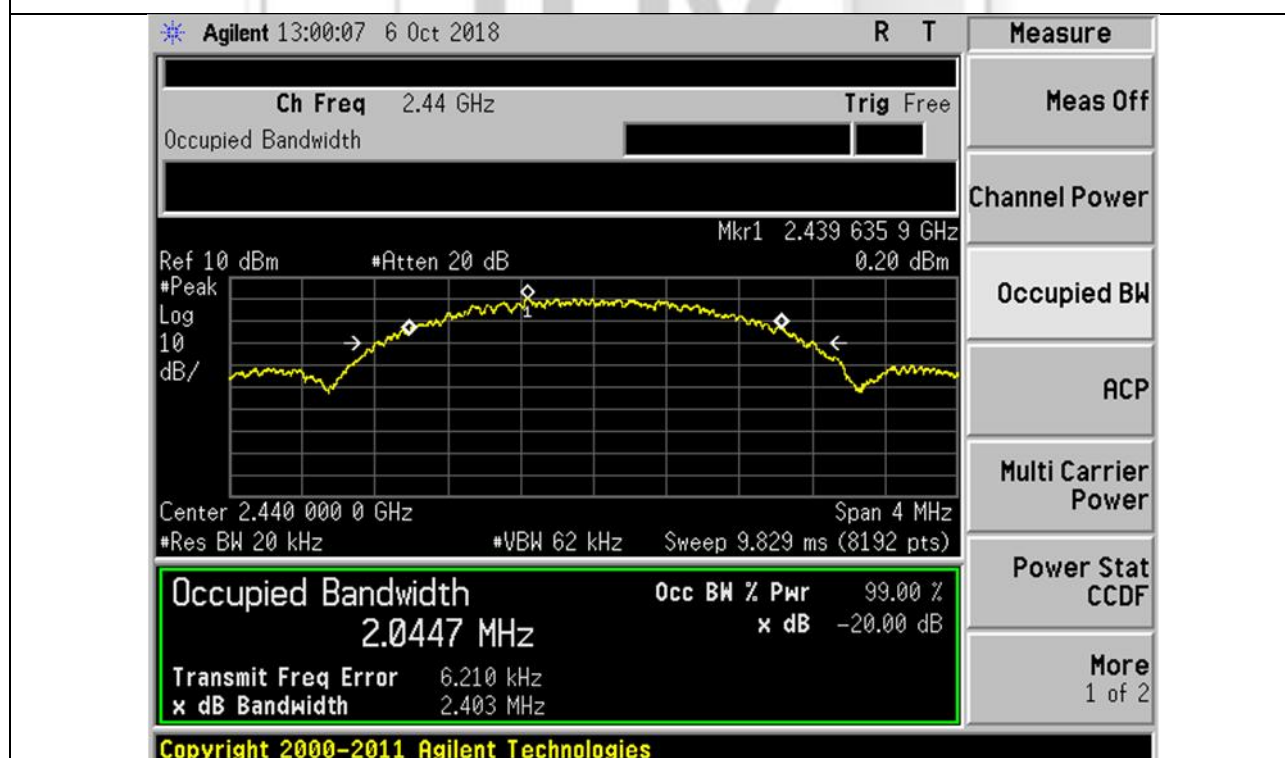 Agilent 13:00:07 6 Oct 2018 R T Measure
Ch Freq 2.44 GHz Trig Free
Occupied Bandwidth
Meas Off
Channel Power
Mkr1 2.439 635 9 GHz
Ref 10 dBm #Atten 20 dB 0.20 dBm
#Peak
Log
10
dB/
1
Occupied BW
ACP
Multi Carrier
Power
Center 2.440 000 0 GHz Span 4 MHz
#Res BW 20 kHz #VBW 62 kHz Sweep 9.829 ms (8192 pts)
Occupied Bandwidth Occ BW % Pwr 99.00 %
2.0447 MHz x dB -20.00 dB
Transmit Freq Error 6.210 kHz
x dB Bandwidth 2.403 MHz
Power Stat
CCDF
More
1 of 2
Copyright 2000-2011 Agilent Technologies